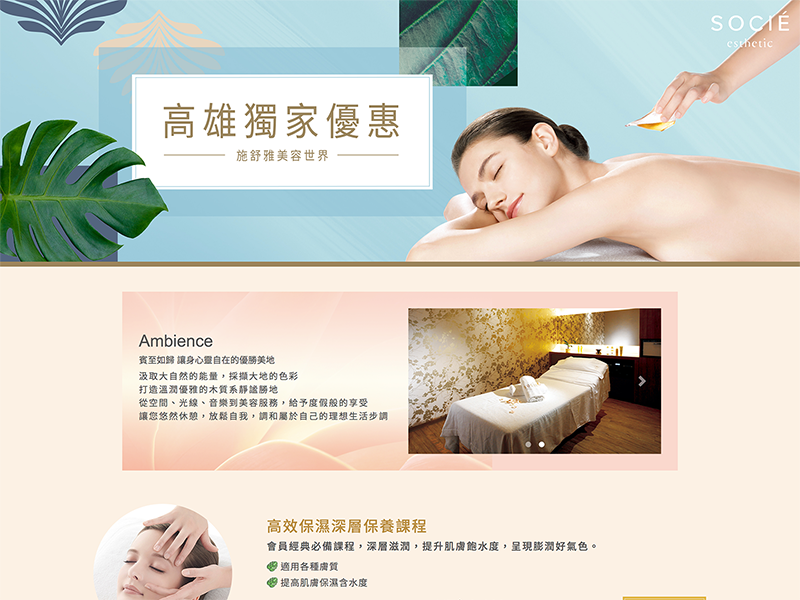 SOCIÉ
esthetic
高雄獨家優惠
施舒雅美容世界
Ambience
賓至如歸 讓身心靈自在的優勝美地
汲取大自然的能量，採擷大地的色彩
打造溫潤優雅的木質系靜謐勝地
從空間、光線、音樂到美容服務，給予度假般的享受
讓您悠然休憩，放鬆自我，調和屬於自己的理想生活步調
高效保濕深層保養課程
會員經典必備課程，深層滋潤，提升肌膚飽水度，呈現膨潤好氣色。
適用各種膚質
提高肌膚保濕含水度